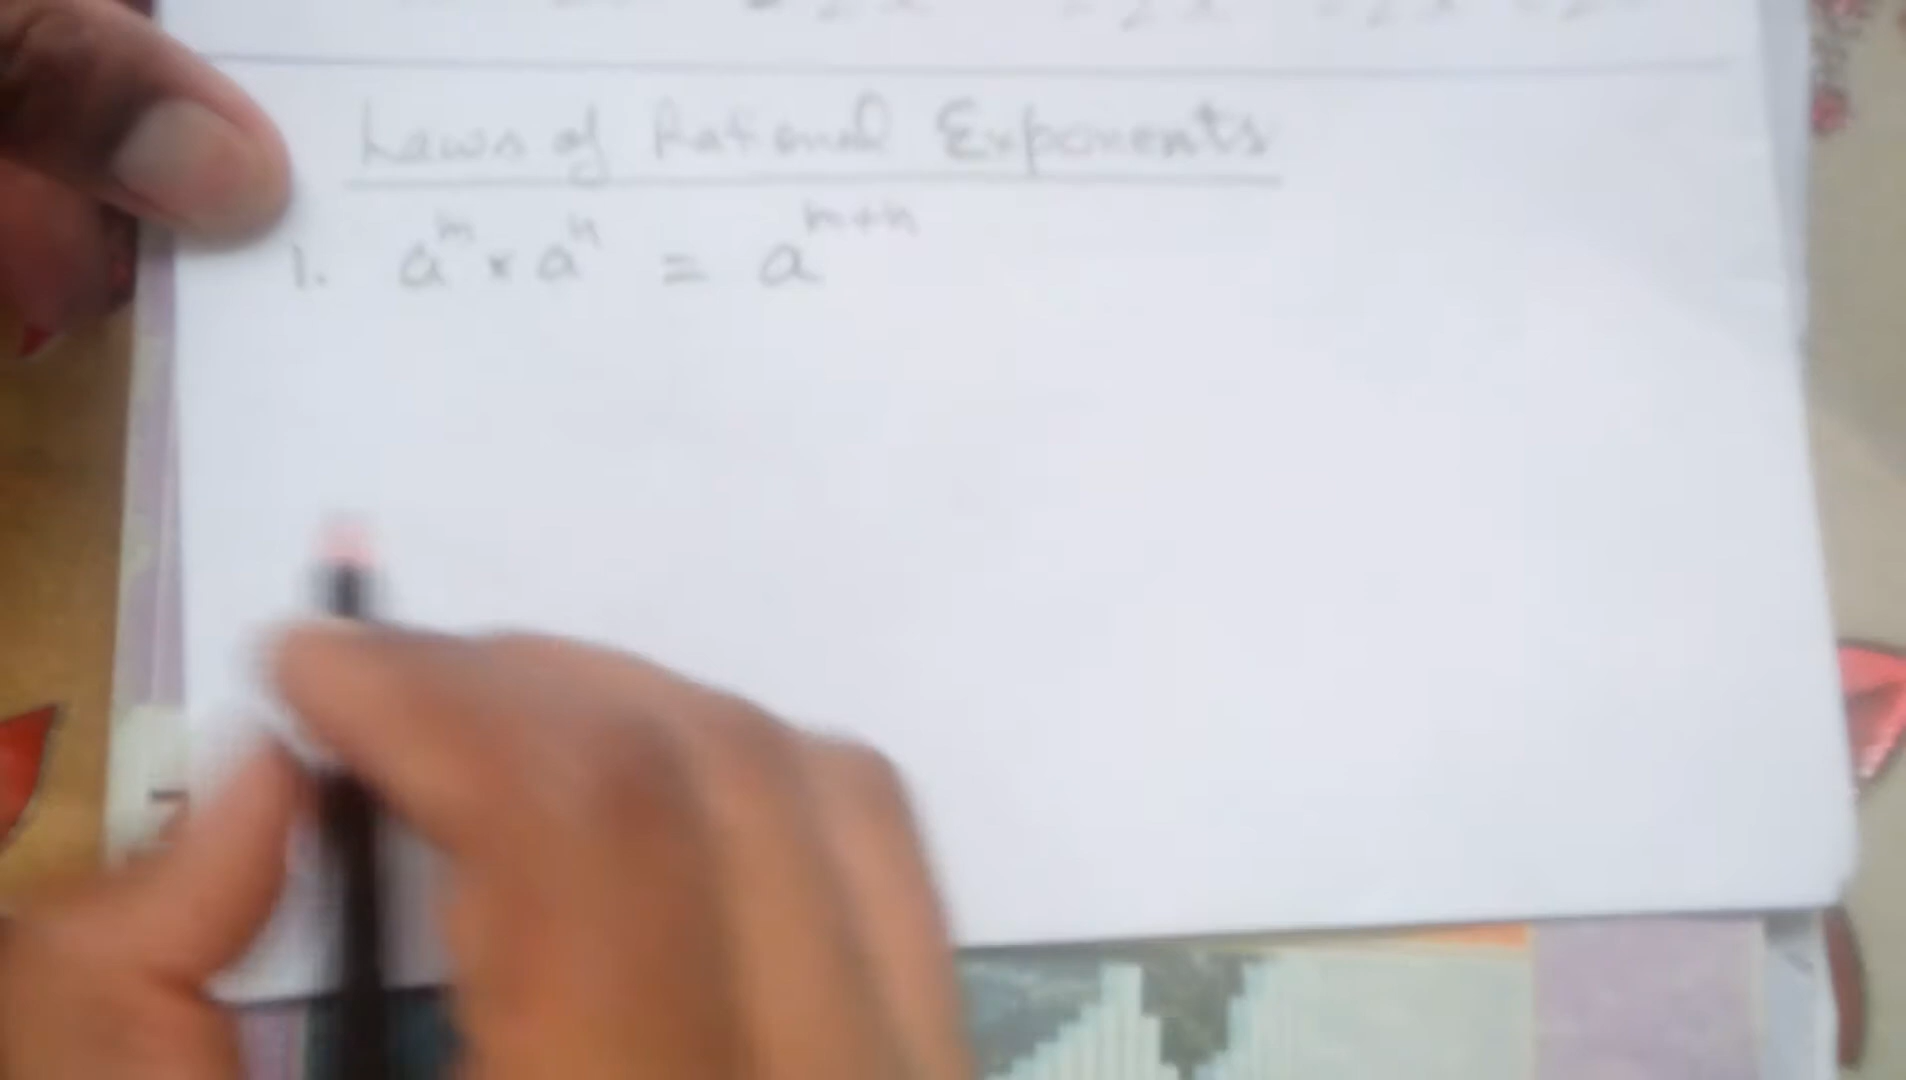 Laws of Rational Exponents
1. a^m × a^n = a^{m+n}